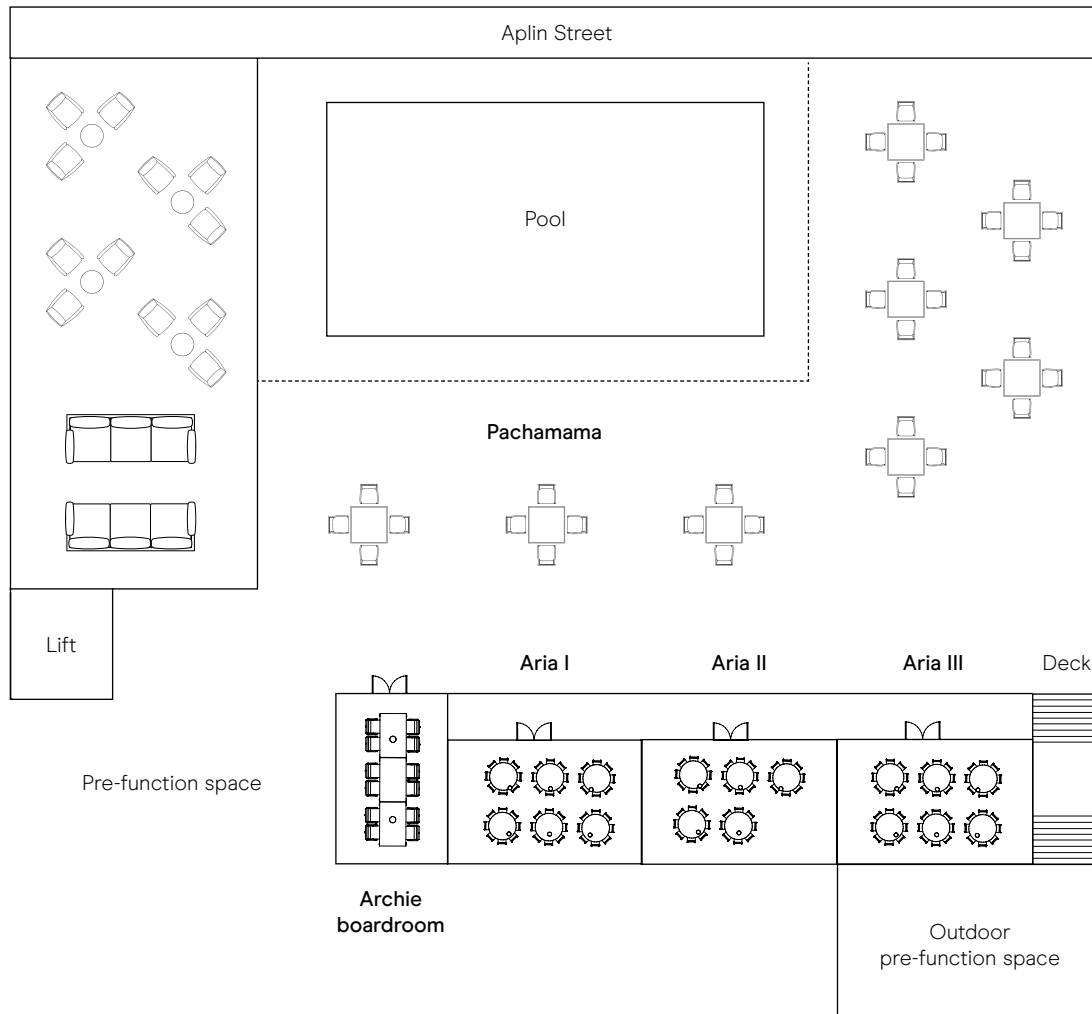 Aplin Street
Pool
Pachamama
Lift
Aria I
Aria II
Aria III
Deck
Pre-function space
Archie
boardroom
Outdoor
pre-function space